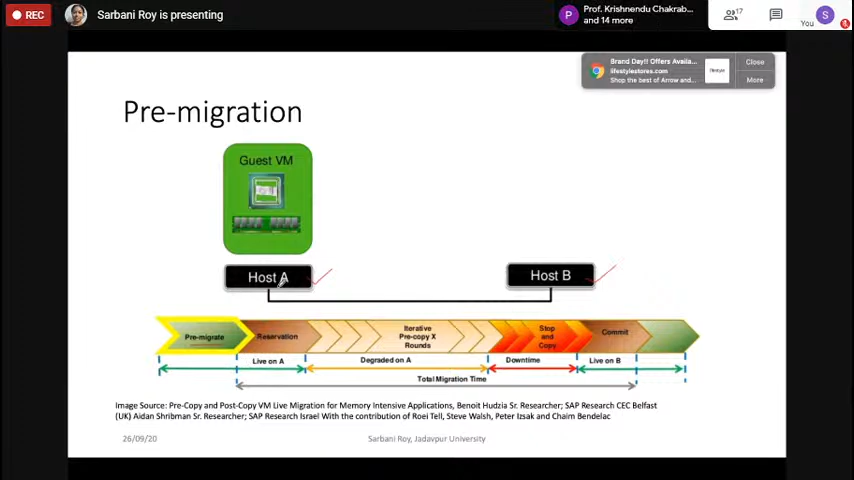 REC
Sarbani Roy is presenting
P
Prof. Krishnendu Chakrab...
and 14 more
17
You
S
Brand Day!! Offers Availa...
lifestylestores.com
Shop the best of Arrow and...
Close
More
Pre-migration
Guest VM
Host A
Host B
Pre-migrate
Reservation
Iterative
Pre-copy X
Rounds
Stop
and
Copy
Commit
Live on A
Degraded on A
Downtime
Live on B
Total Migration Time
Image Source: Pre-Copy and Post-Copy VM Live Migration for Memory Intensive Applications, Benoit Hudzia Sr. Researcher; SAP Research CEC Belfast
(UK) Aidan Shribman Sr. Researcher; SAP Research Israel With the contribution of Roei Tell, Steve Walsh, Peter Izsak and Chaim Bendelac
26/09/20
Sarbani Roy, Jadavpur University